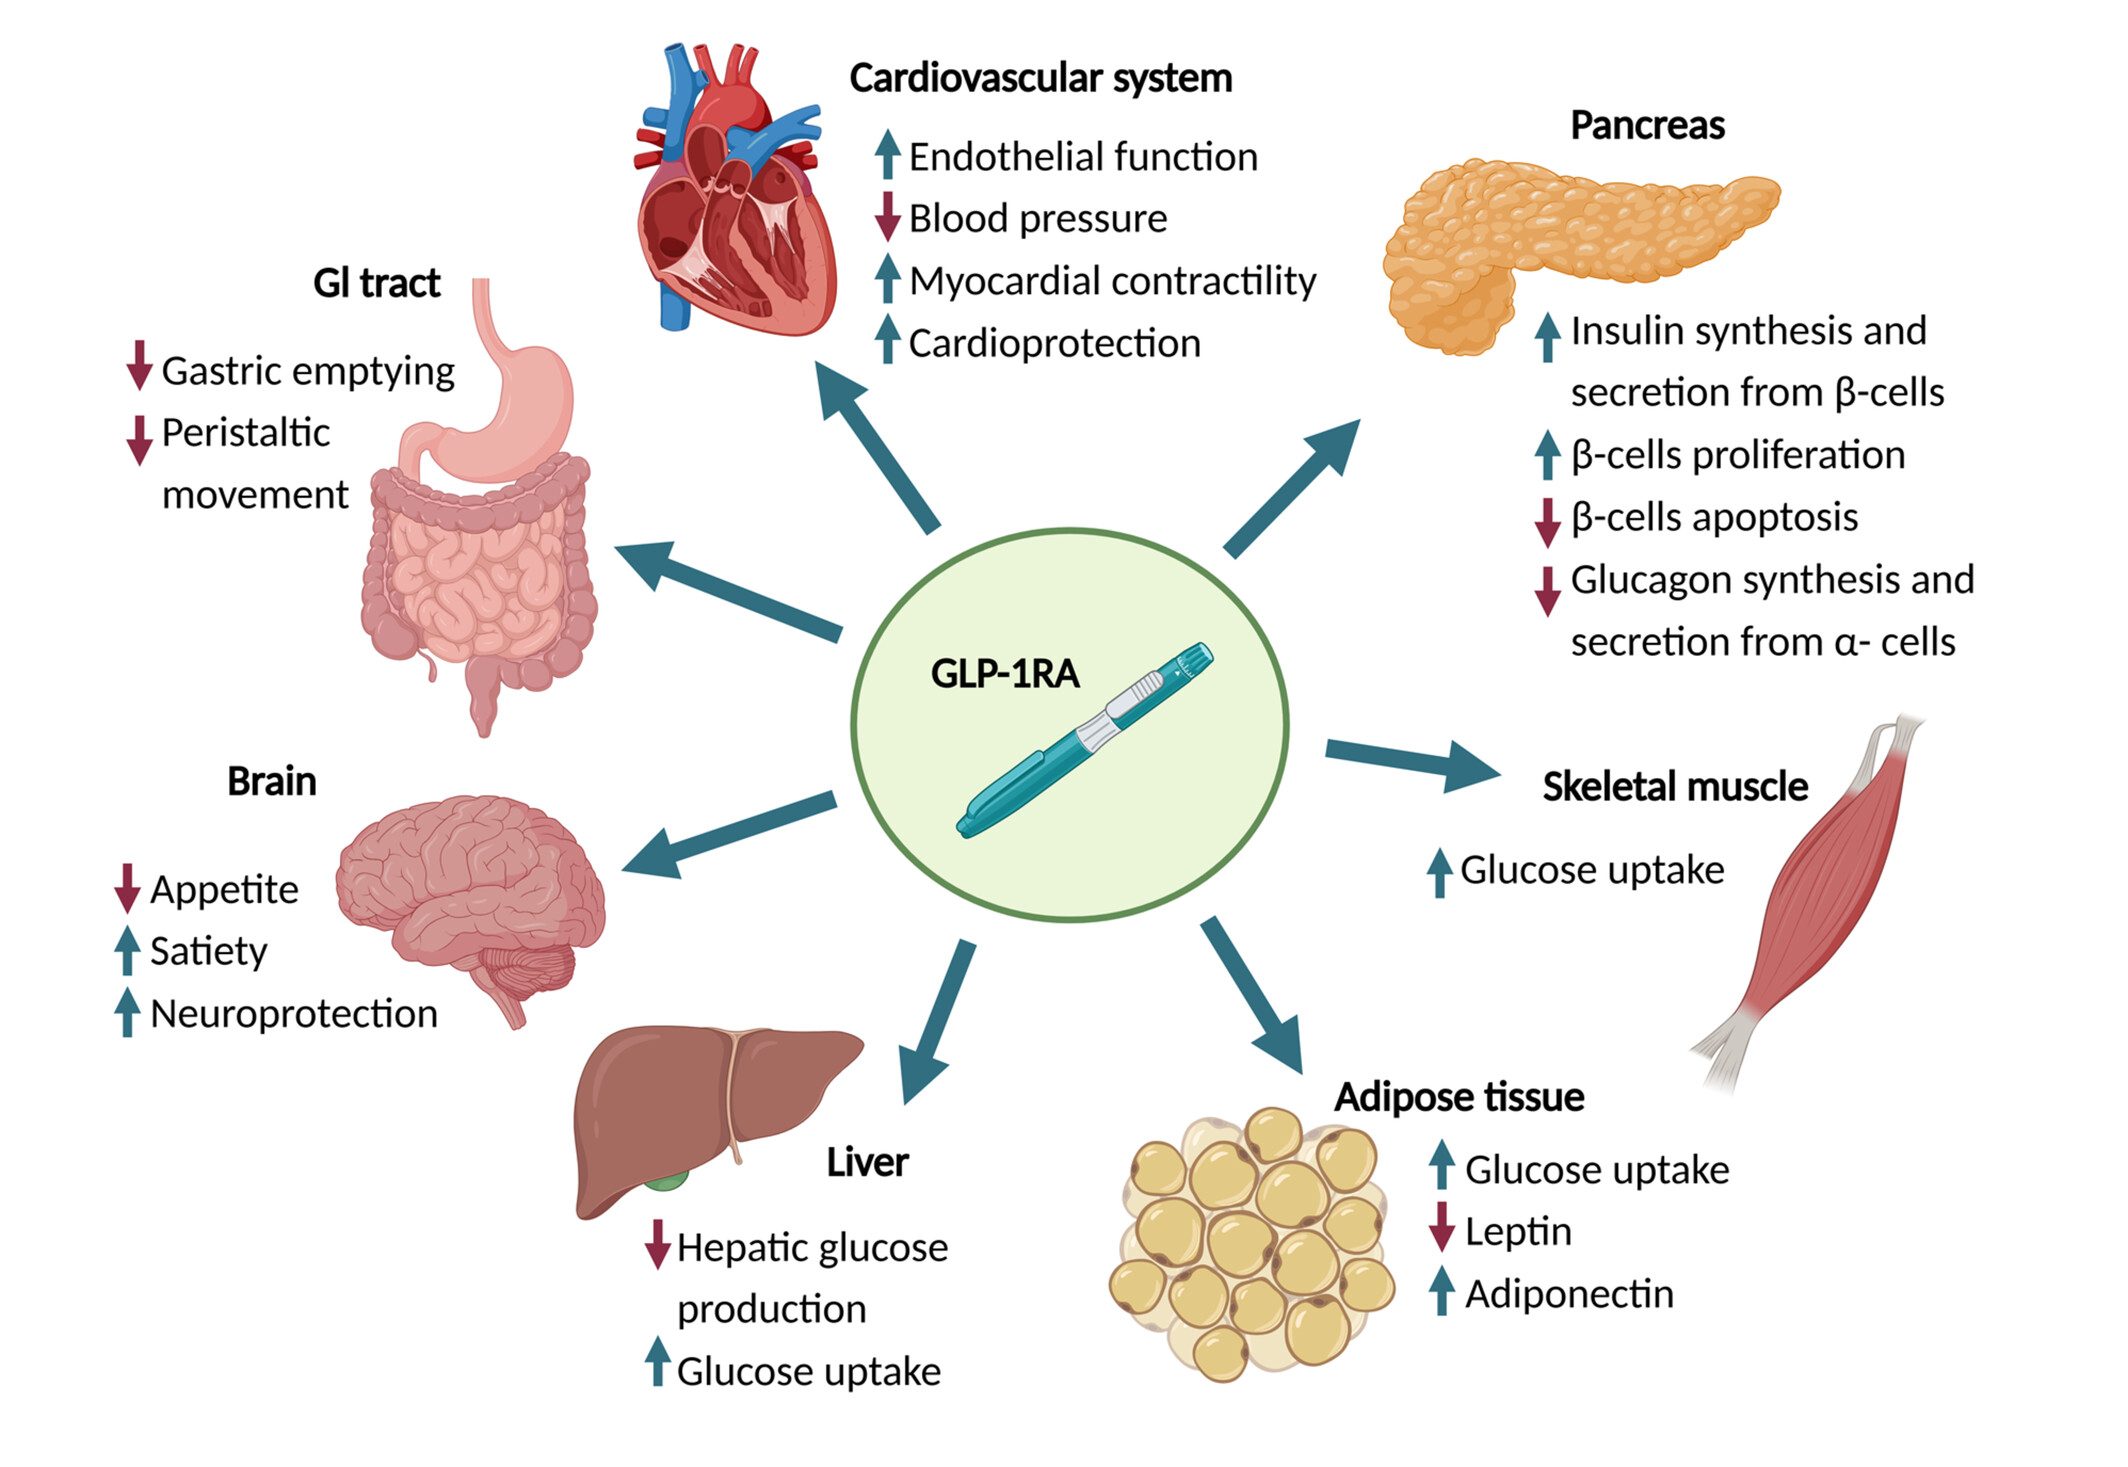 Cardiovascular system
Endothelial function
Blood pressure
Myocardial contractility
Cardioprotection
Pancreas
Insulin synthesis and
secretion from β-cells
β-cells proliferation
β-cells apoptosis
Glucagon synthesis and
secretion from α- cells
GI tract
Gastric emptying
Peristaltic
movement
GLP-1RA
Brain
Appetite
Satiety
Neuroprotection
Skeletal muscle
Glucose uptake
Liver
Hepatic glucose
production
Glucose uptake
Adipose tissue
Glucose uptake
Leptin
Adiponectin